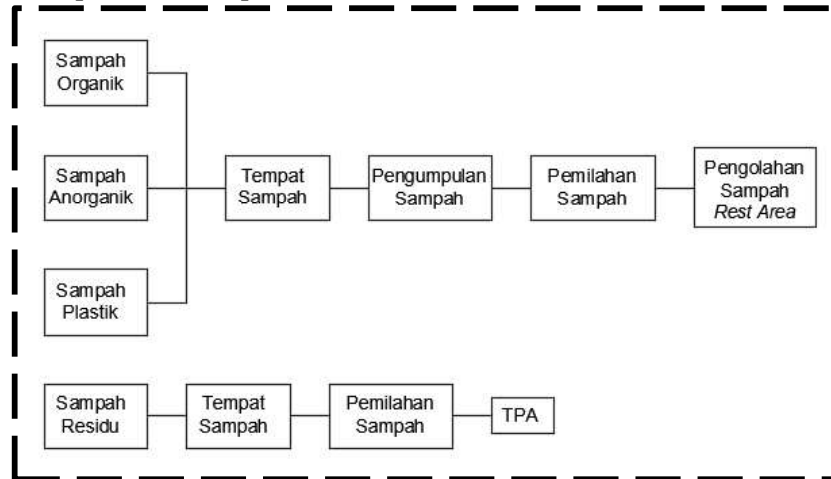 Sampah
Organik
Sampah
Anorganik
Tempat
Sampah
Pengumpulan
Sampah
Pemilahan
Sampah
Pengolahan
Sampah
Rest Area
Sampah
Plastik
Sampah
Residu
Tempat
Sampah
Pemilahan
Sampah
TPA